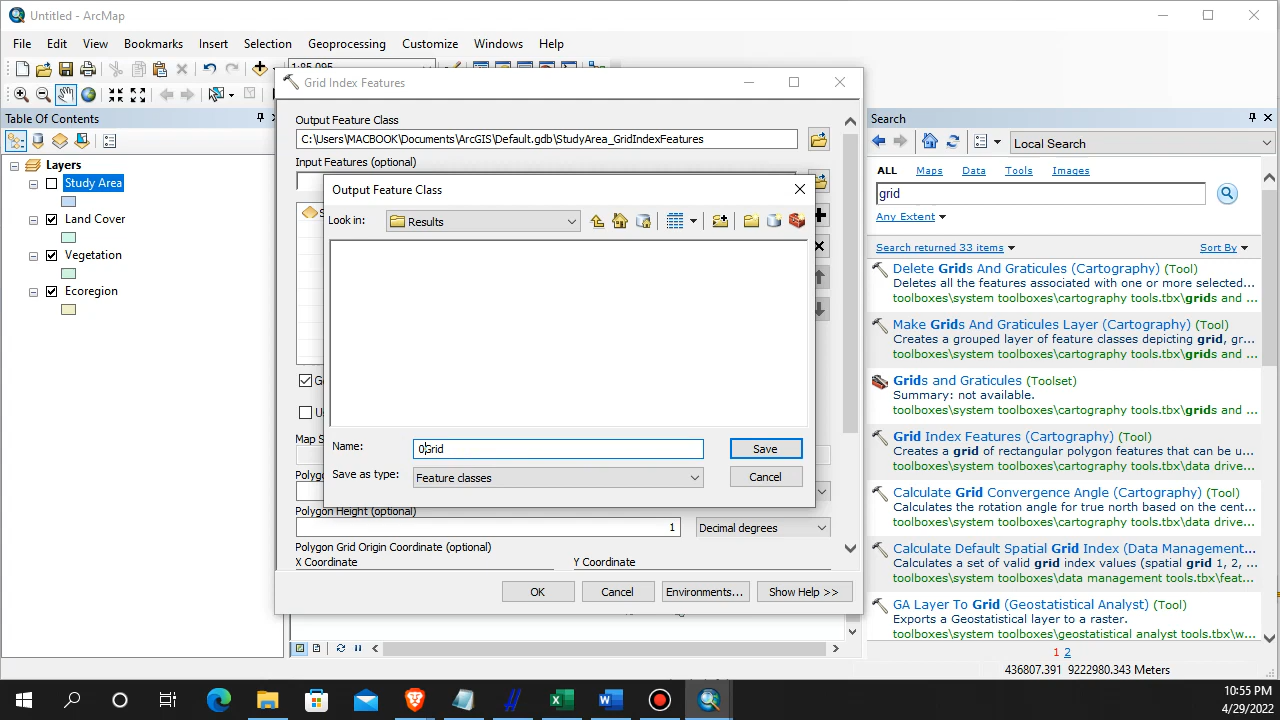 Untitled - ArcMap
File Edit View Bookmarks Insert Selection Geoprocessing Customize Windows Help
Table Of Contents
Layers
Study Area
Land Cover
Vegetation
Ecoregion
Grid Index Features
Output Feature Class
C:\Users\MACBOOK\Documents\ArcGIS\Default.gdb\StudyArea_GridIndexFeatures
Input Features (optional)
Output Feature Class
Look in: Results
Name: 0Grid
Save
Save as type: Feature classes
Cancel
Polygon Height (optional)
1 Decimal degrees
Polygon Grid Origin Coordinate (optional)
X Coordinate Y Coordinate
OK Cancel Environments... Show Help >>
Search
Local Search
ALL Maps Data Tools Images
grid
Any Extent
Search returned 33 items Sort By
Delete Grids And Graticules (Cartography) (Tool)
Deletes all the features associated with one or more selected...
toolboxes\system toolboxes\cartography tools.tbx\grids and ...
Make Grids And Graticules Layer (Cartography) (Tool)
Creates a grouped layer of feature classes depicting grid, gr...
toolboxes\system toolboxes\cartography tools.tbx\grids and ...
Grids and Graticules (Toolset)
Summary: not available.
toolboxes\system toolboxes\cartography tools.tbx\grids and ...
Grid Index Features (Cartography) (Tool)
Creates a grid of rectangular polygon features that can be u...
toolboxes\system toolboxes\cartography tools.tbx\data drive...
Calculate Grid Convergence Angle (Cartography) (Tool)
Calculates the rotation angle for true north based on the cent...
toolboxes\system toolboxes\cartography tools.tbx\data drive...
Calculate Default Spatial Grid Index (Data Management...
Calculates a set of valid grid index values (spatial grid 1, 2, ...
toolboxes\system toolboxes\data management tools.tbx\feat...
GA Layer To Grid (Geostatistical Analyst) (Tool)
Exports a Geostatistical layer to a raster.
toolboxes\system toolboxes\geostatistical analyst tools.tbx\w...
1 2
436807.391 9222980.343 Meters
10:55 PM
4/29/2022